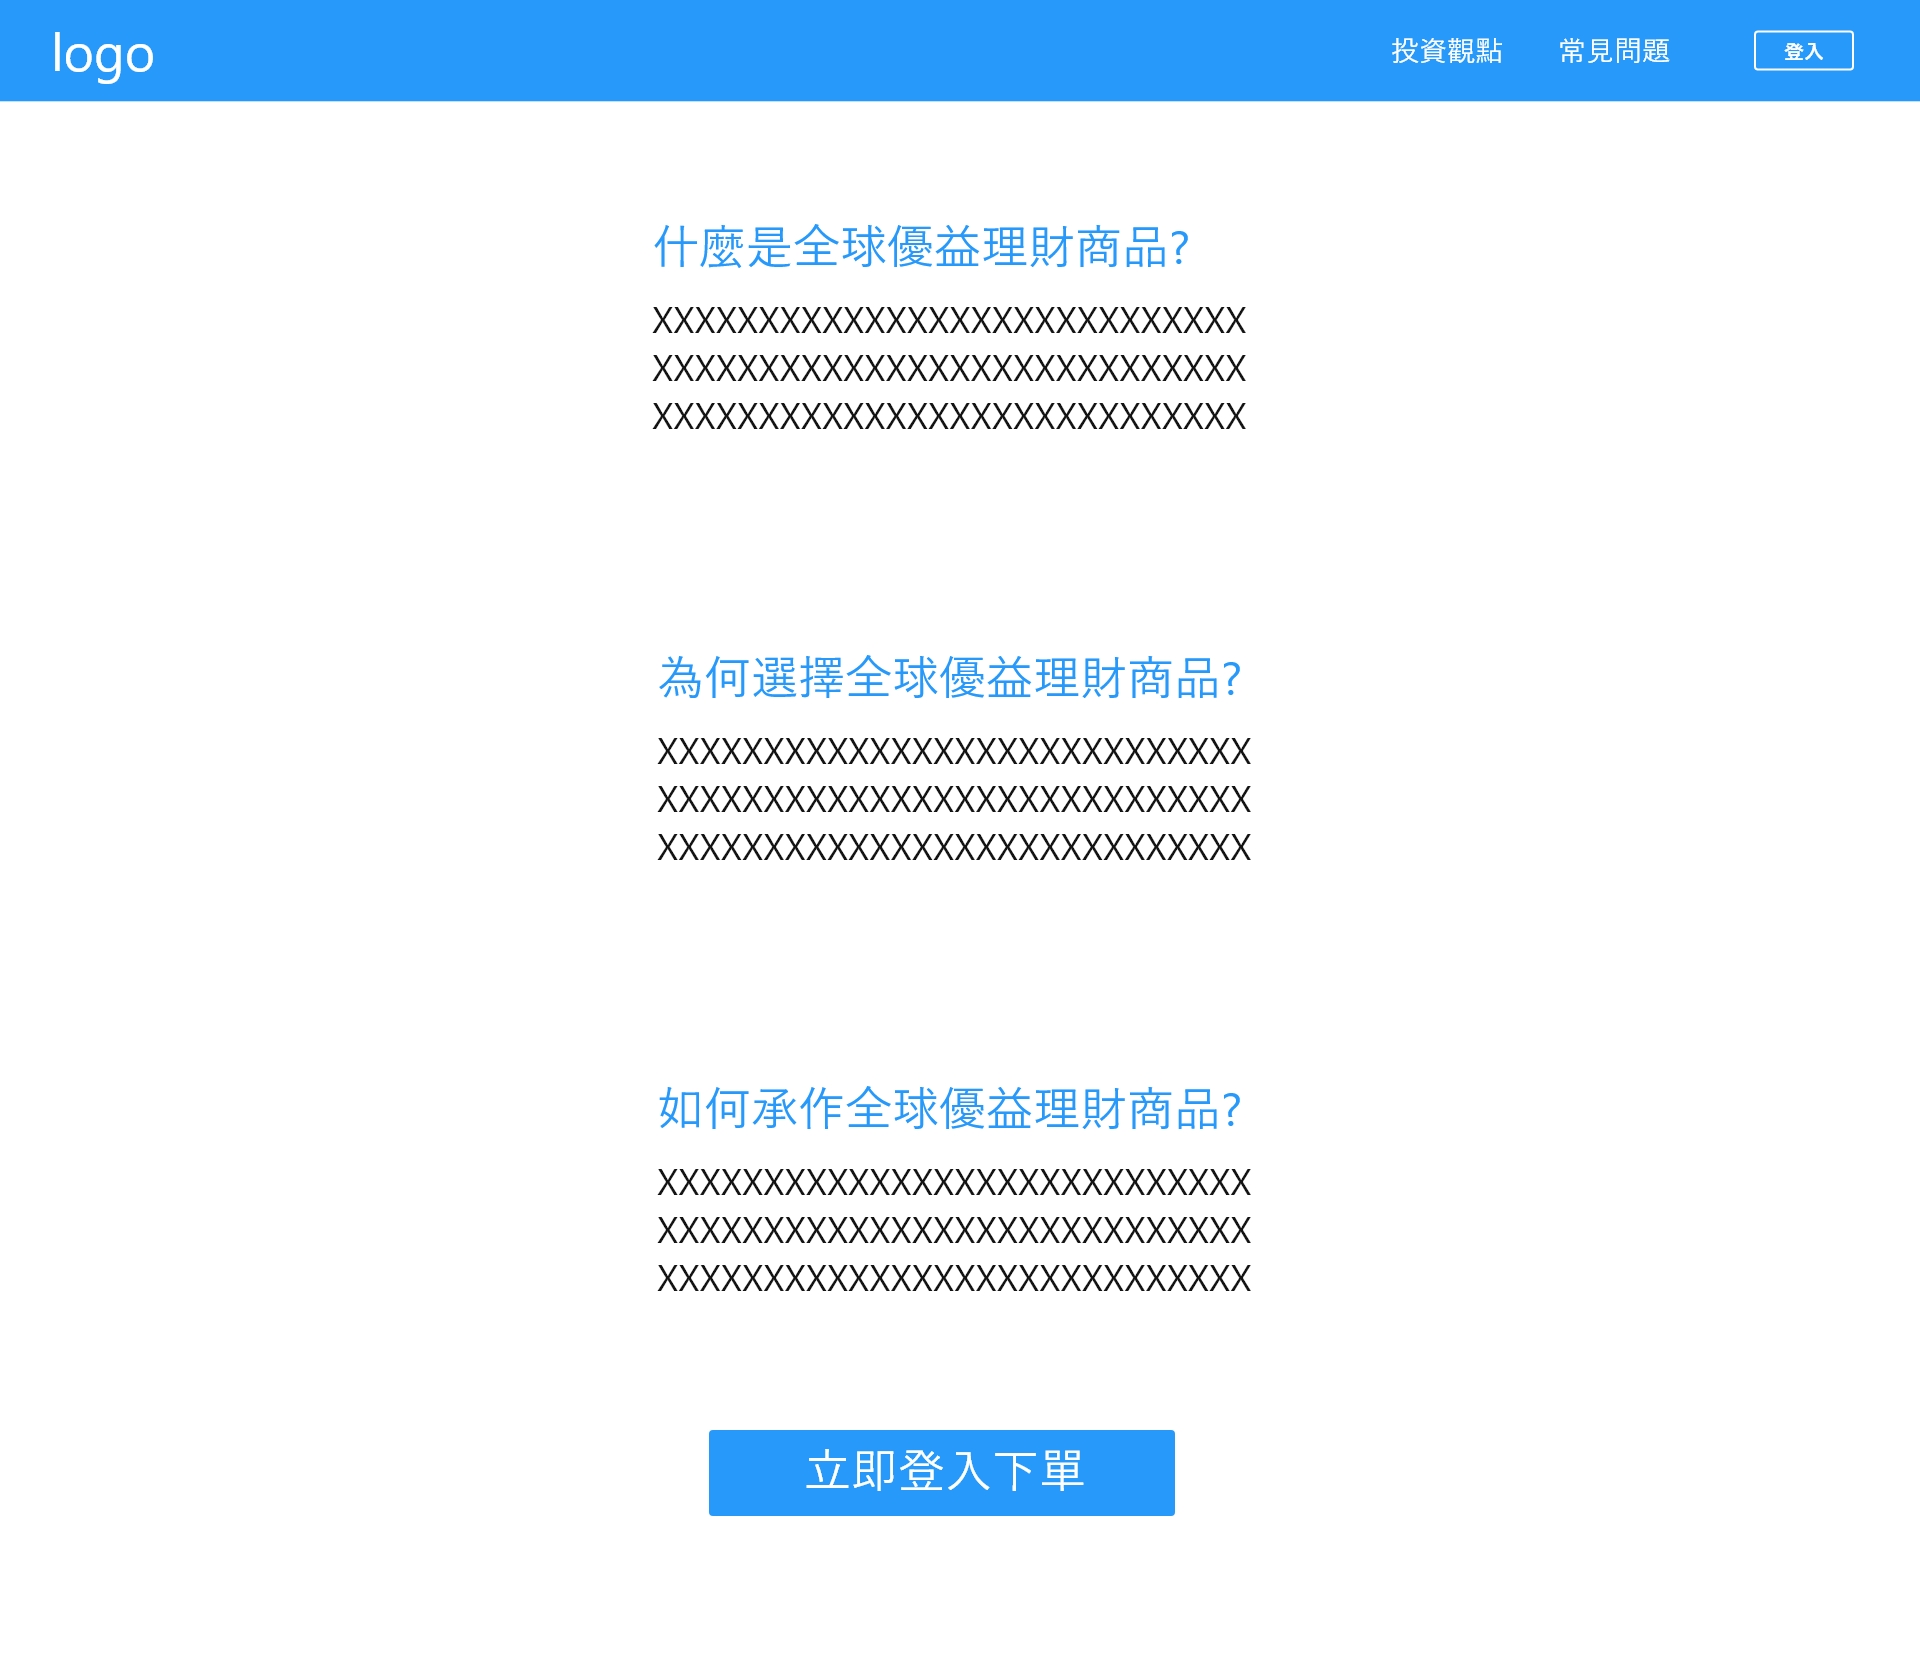 logo
投資觀點
常見問題
登入
什麼是全球優益理財商品?
XXXXXXXXXXXXXXXXXXXXXXXXXXXX
XXXXXXXXXXXXXXXXXXXXXXXXXXXX
XXXXXXXXXXXXXXXXXXXXXXXXXXXX
為何選擇全球優益理財商品?
XXXXXXXXXXXXXXXXXXXXXXXXXXXX
XXXXXXXXXXXXXXXXXXXXXXXXXXXX
XXXXXXXXXXXXXXXXXXXXXXXXXXXX
如何承作全球優益理財商品?
XXXXXXXXXXXXXXXXXXXXXXXXXXXX
XXXXXXXXXXXXXXXXXXXXXXXXXXXX
XXXXXXXXXXXXXXXXXXXXXXXXXXXX
立即登入下單